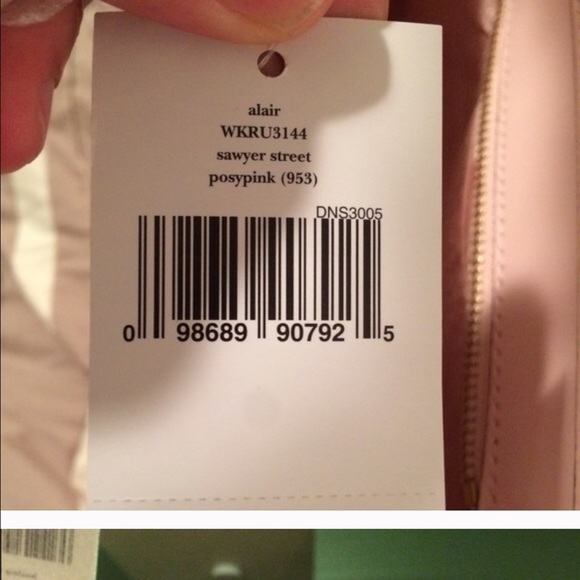 alair
WKRU3144
sawyer street
posypink (953)
DNS3005
0 98689 90792 5